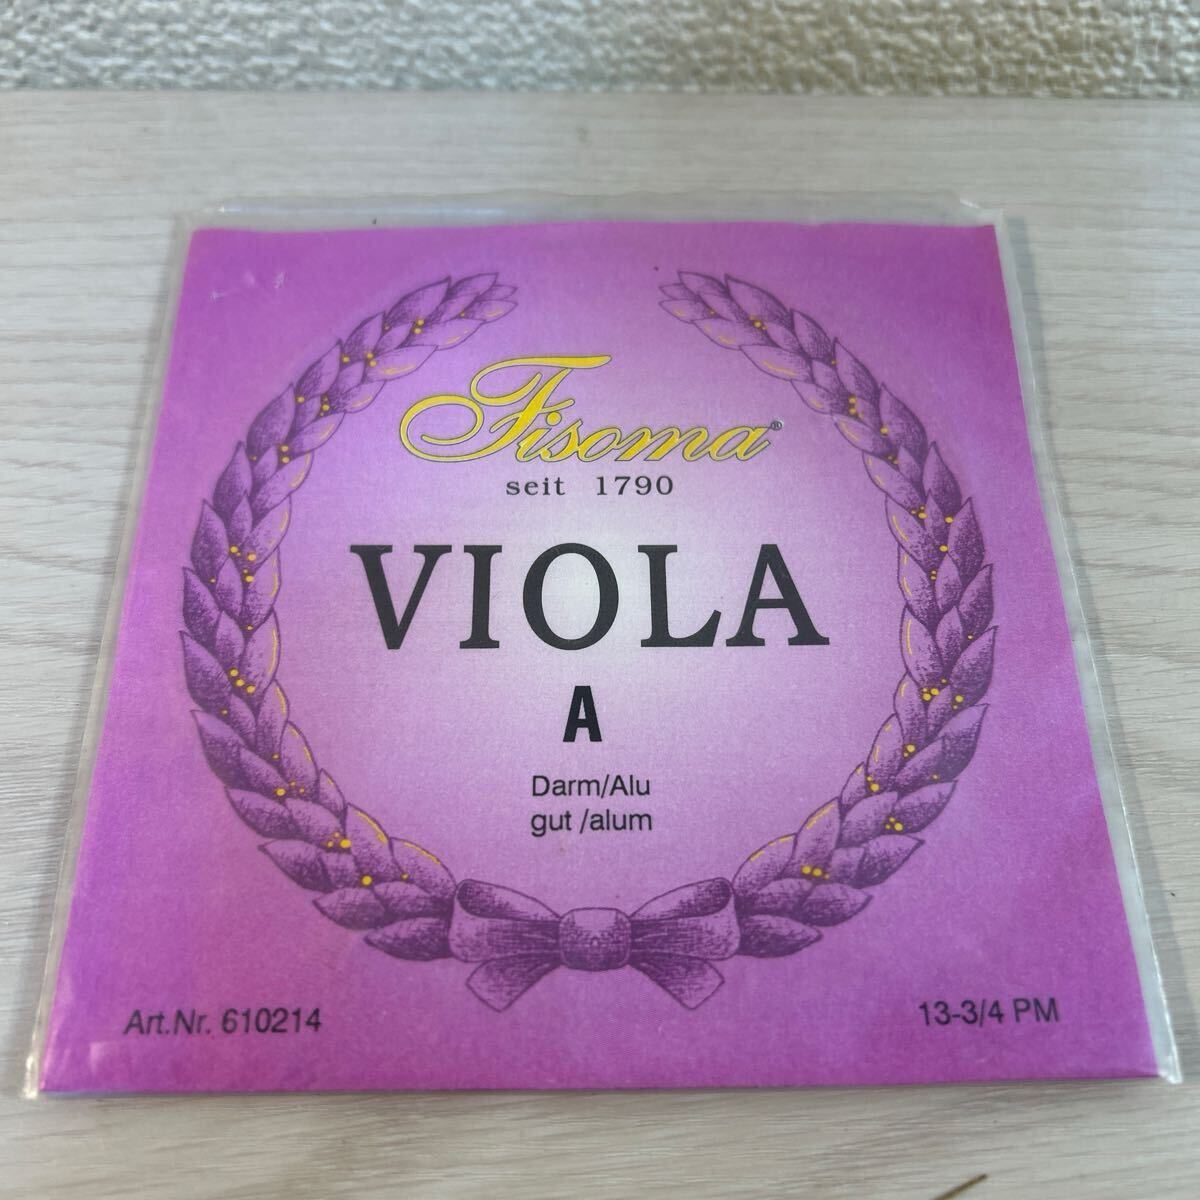 Fisoma®
seit 1790
VIOLA
A
Darm/Alu
gut /alum
Art.Nr. 610214
13-3/4 PM